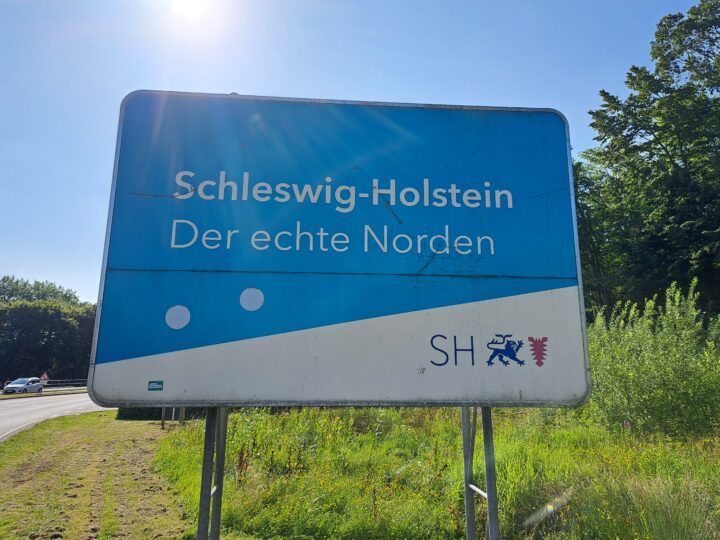 Schleswig-Holstein
Der echte Norden
SH